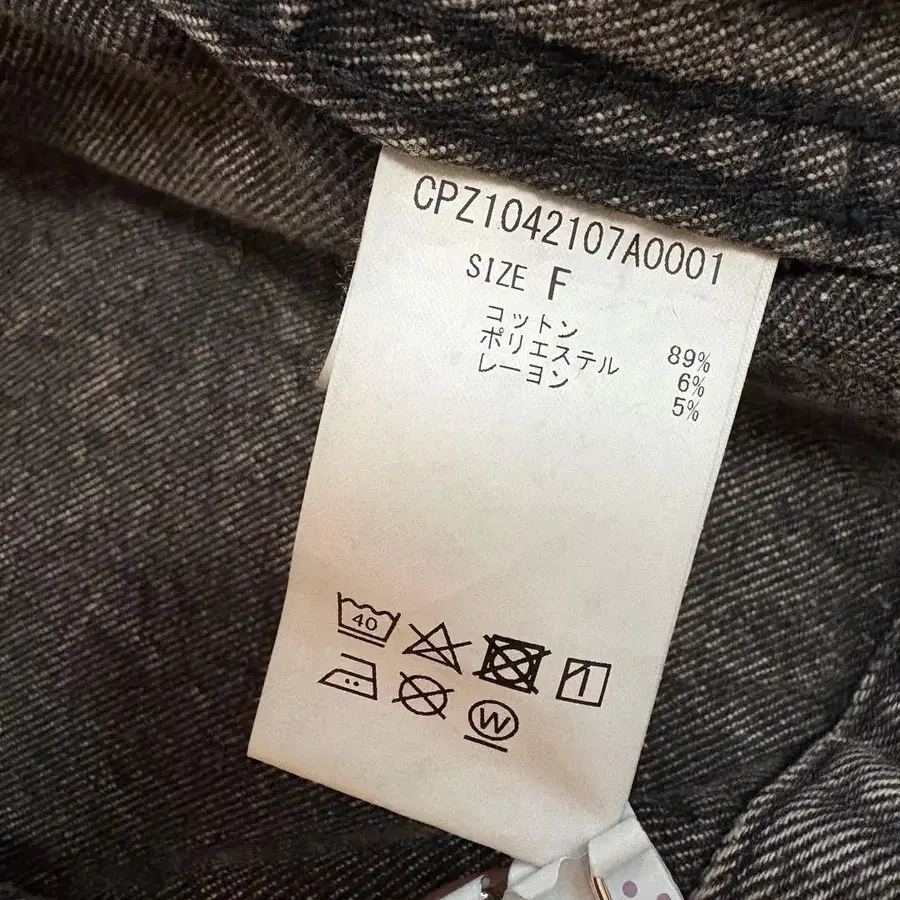 CPZ1042107A0001
SIZE F
コットン 89%
ポリエステル 6%
レーヨン 5%
40
W